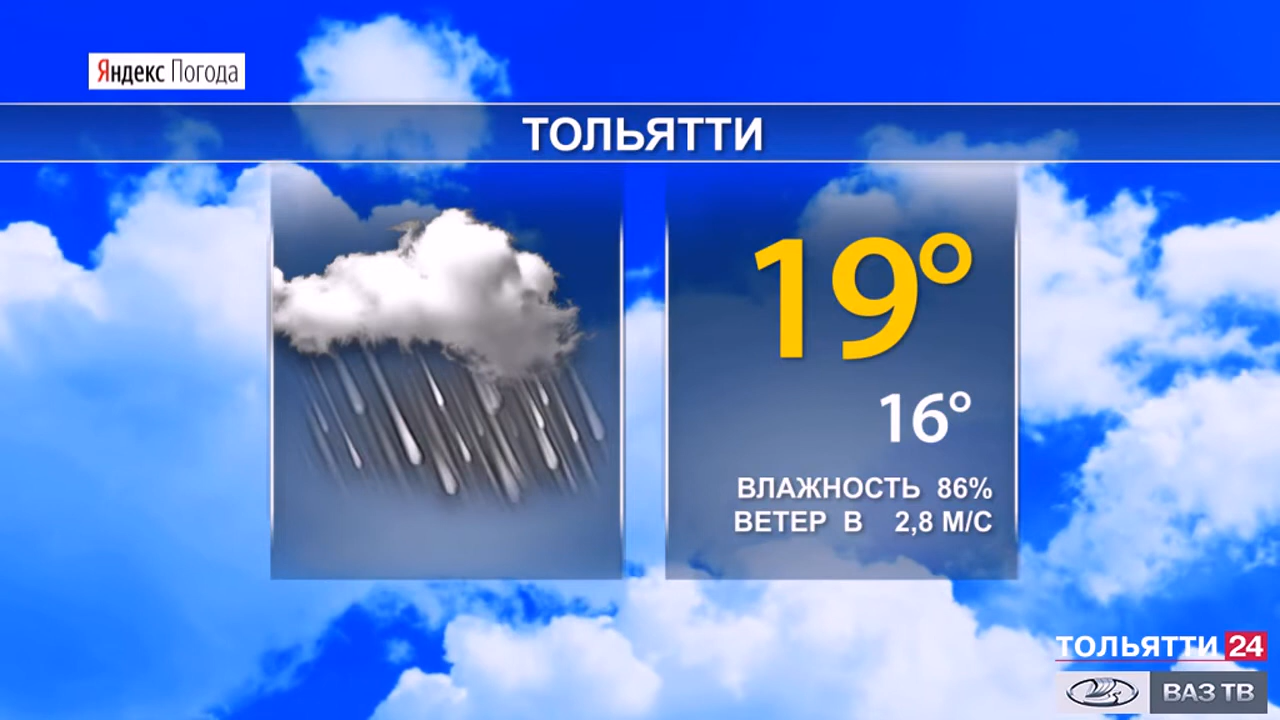 Яндекс Погода
ТОЛЬЯТТИ
19°
16°
ВЛАЖНОСТЬ 86%
ВЕТЕР В 2,8 М/С
ТОЛЬЯТТИ 24
ВАЗ ТВ